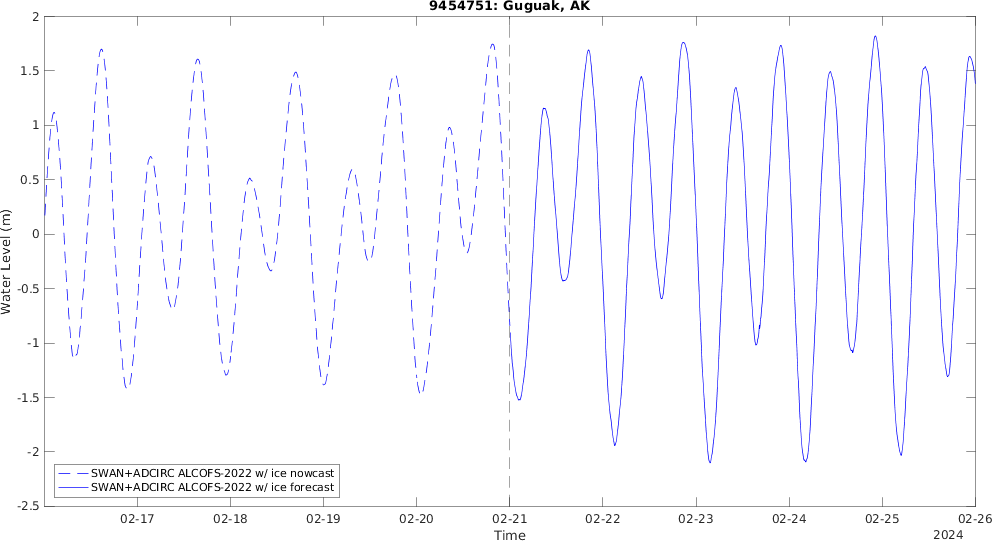 9454751: Guguak, AK
2
1.5
1
0.5
0
-0.5
-1
-1.5
-2
-2.5
Water Level (m)
SWAN+ADCIRC ALCOFS-2022 w/ ice nowcast
SWAN+ADCIRC ALCOFS-2022 w/ ice forecast
02-17 02-18 02-19 02-20 02-21 02-22 02-23 02-24 02-25 02-26
Time
2024